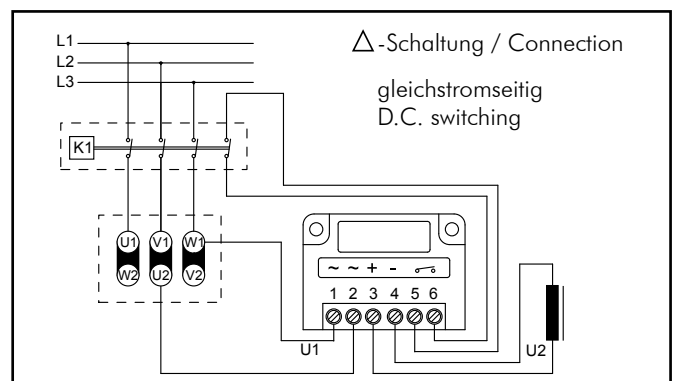 L1
L2
L3
△-Schaltung / Connection
gleichstromseitig
D.C. switching
K1
U1 V1 W1
W2 U2 V2
~ ~ + -
1 2 3 4 5 6
U1
U2